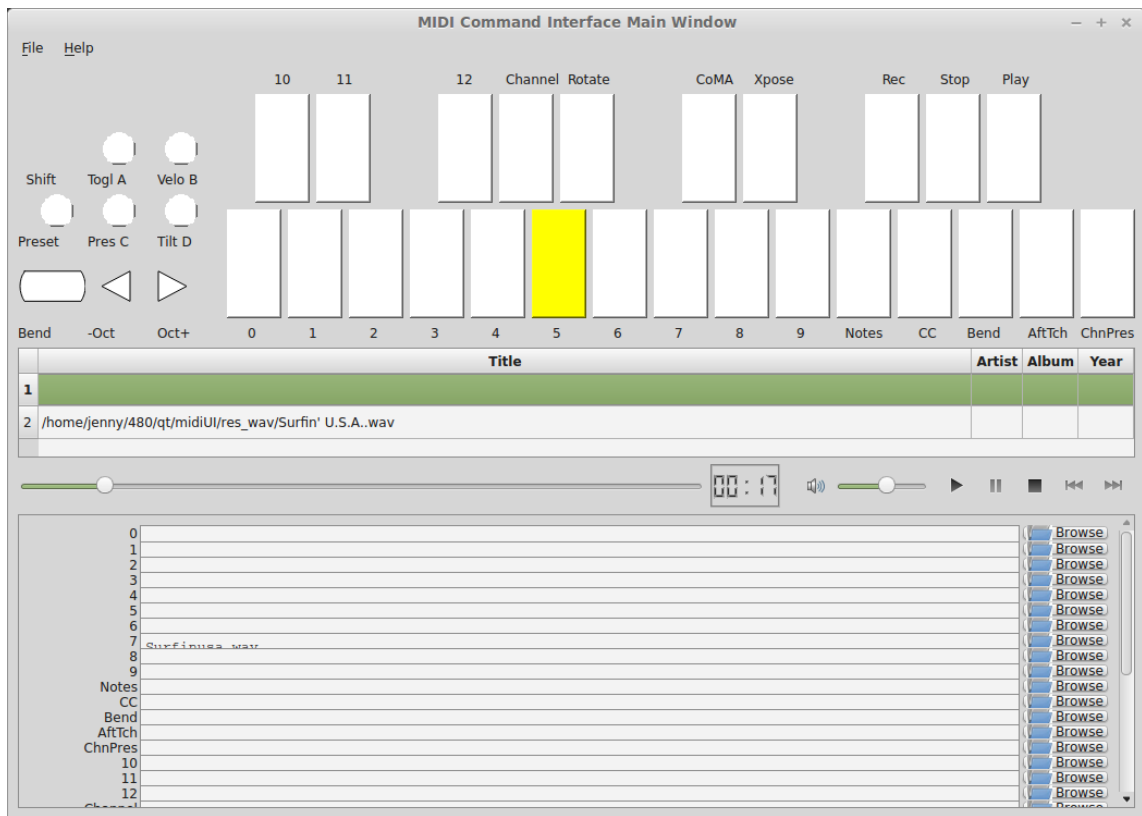 MIDI Command Interface Main Window
File Help
10 11 12 Channel Rotate CoMA Xpose Rec Stop Play
Shift Togl A Velo B
Preset Pres C Tilt D
Bend -Oct Oct+ 0 1 2 3 4 5 6 7 8 9 Notes CC Bend AftTch ChnPres
Title Artist Album Year
1
2 /home/jenny/480/qt/midiUI/res_wav/Surfin' U.S.A..wav
00:17
0 Browse
1 Browse
2 Browse
3 Browse
4 Browse
5 Browse
6 Browse
7 Surfinusa.wav Browse
8 Browse
9 Browse
Notes Browse
CC Browse
Bend Browse
AftTch Browse
ChnPres Browse
10 Browse
11 Browse
12 Browse
Channel Browse